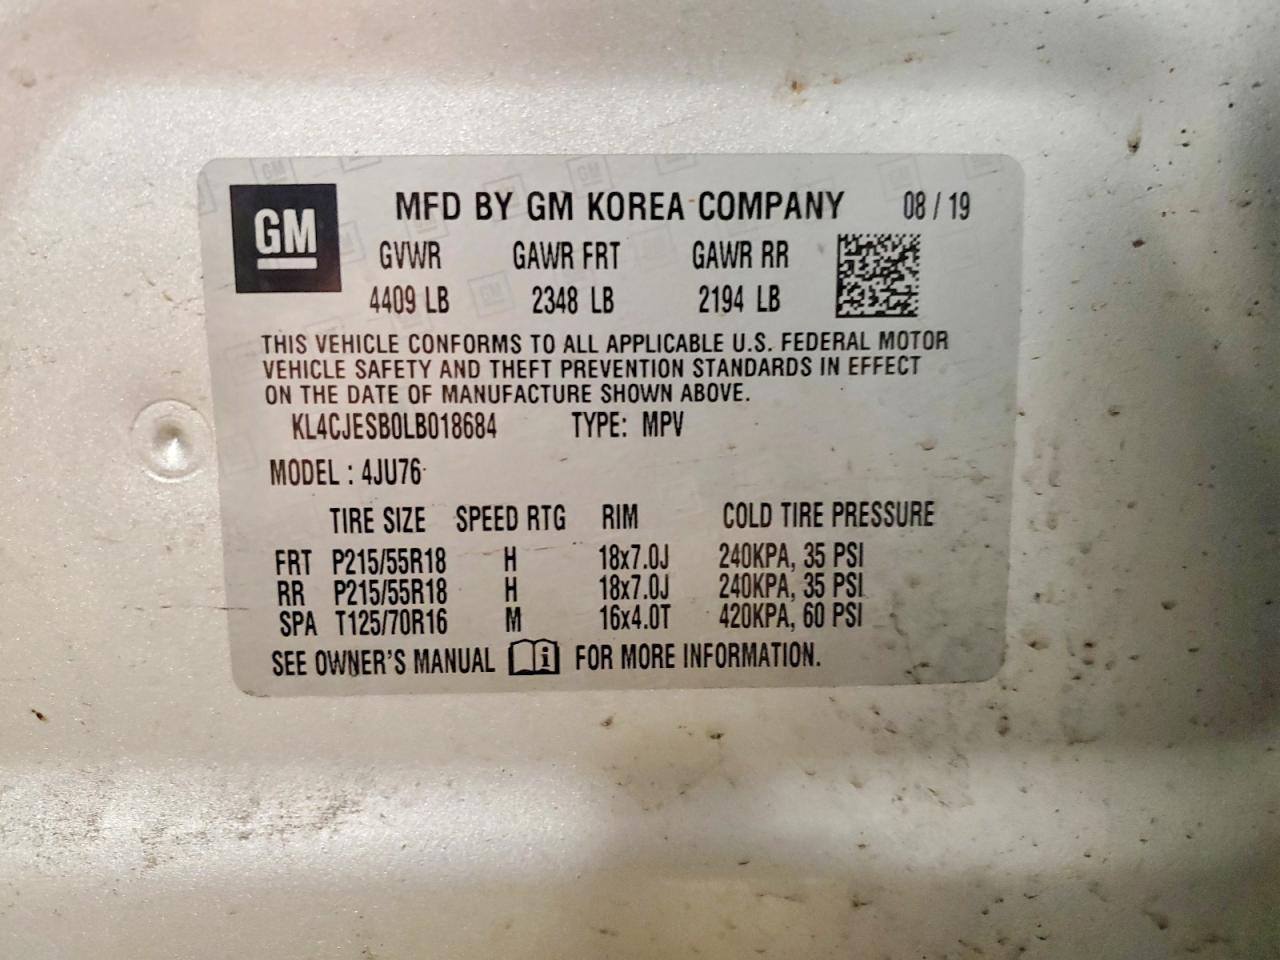 GM
MFD BY GM KOREA COMPANY 08 / 19
GVWR GAWR FRT GAWR RR
4409 LB 2348 LB 2194 LB
THIS VEHICLE CONFORMS TO ALL APPLICABLE U.S. FEDERAL MOTOR
VEHICLE SAFETY AND THEFT PREVENTION STANDARDS IN EFFECT
ON THE DATE OF MANUFACTURE SHOWN ABOVE.
KL4CJESB0LB018684 TYPE: MPV
MODEL : 4JU76
TIRE SIZE SPEED RTG RIM COLD TIRE PRESSURE
FRT P215/55R18 H 18x7.0J 240KPA, 35 PSI
RR P215/55R18 H 18x7.0J 240KPA, 35 PSI
SPA T125/70R16 M 16x4.0T 420KPA, 60 PSI
SEE OWNER'S MANUAL i FOR MORE INFORMATION.